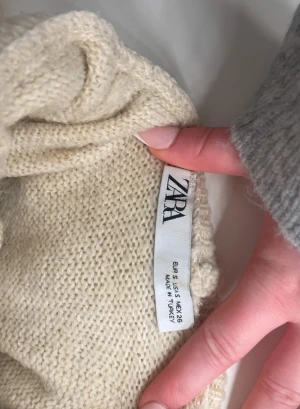 ZARA
EUR S USA S MEX 26
MADE IN TURKEY